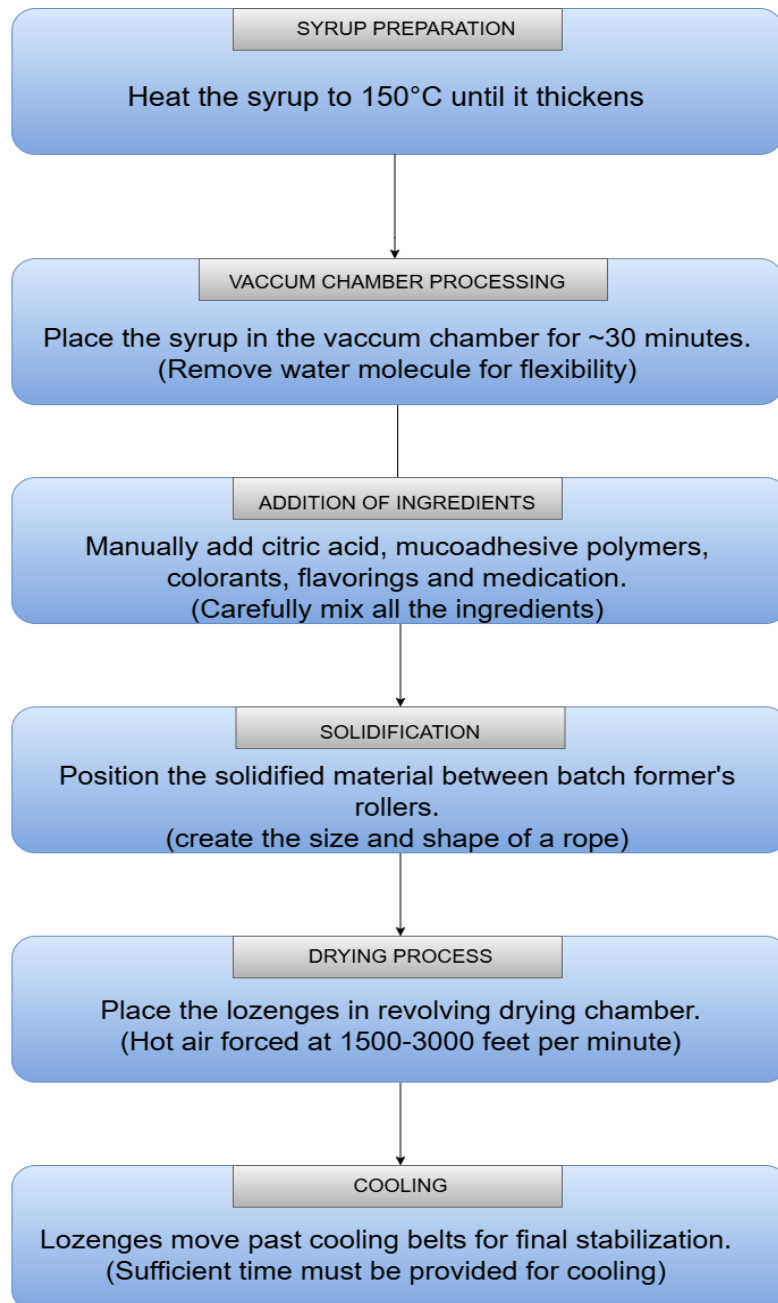 SYRUP PREPARATION
Heat the syrup to 150°C until it thickens
VACCUM CHAMBER PROCESSING
Place the syrup in the vaccum chamber for ~30 minutes.
(Remove water molecule for flexibility)
ADDITION OF INGREDIENTS
Manually add citric acid, mucoadhesive polymers,
colorants, flavorings and medication.
(Carefully mix all the ingredients)
SOLIDIFICATION
Position the solidified material between batch former's
rollers.
(create the size and shape of a rope)
DRYING PROCESS
Place the lozenges in revolving drying chamber.
(Hot air forced at 1500-3000 feet per minute)
COOLING
Lozenges move past cooling belts for final stabilization.
(Sufficient time must be provided for cooling)